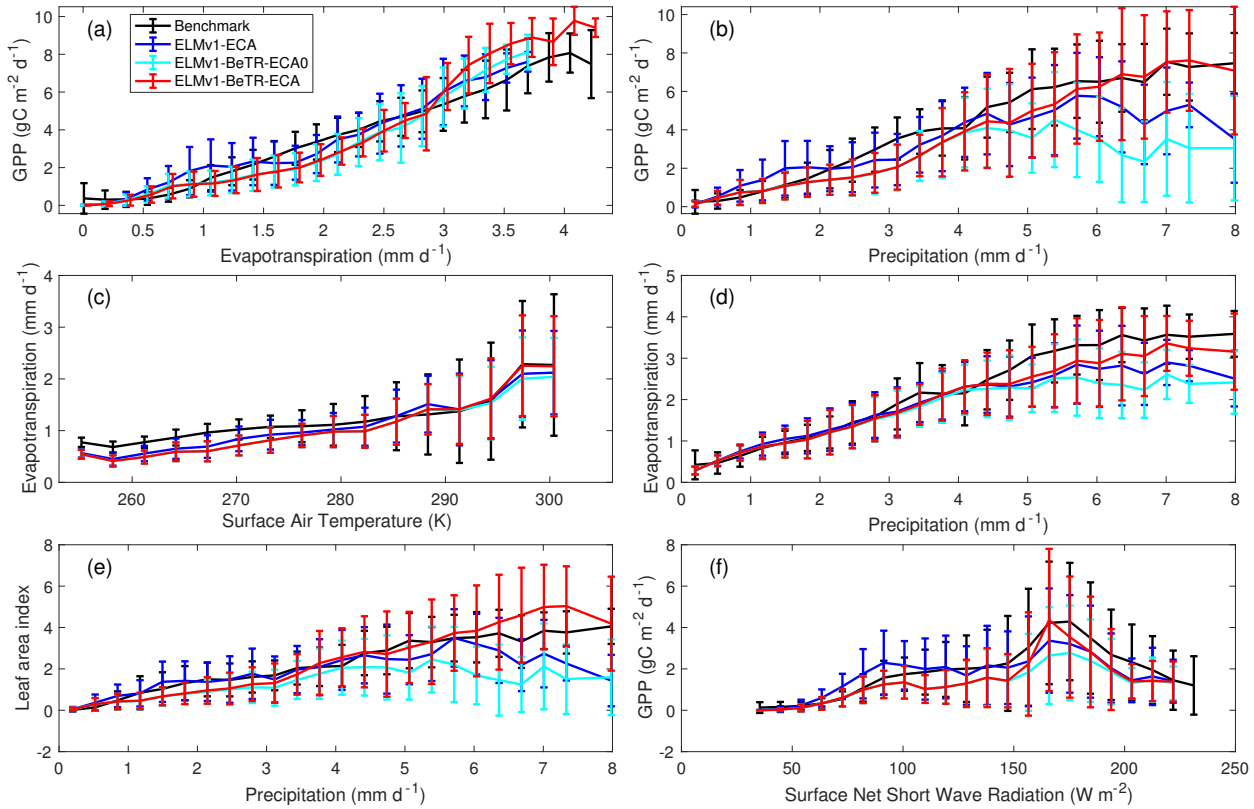 (a)
Benchmark
ELMv1-ECA
ELMv1-BeTR-ECA0
ELMv1-BeTR-ECA
GPP (gC m⁻² d⁻¹)
10
8
6
4
2
0
0 0.5 1 1.5 2 2.5 3 3.5 4
Evapotranspiration (mm d⁻¹)
(b)
GPP (gC m⁻² d⁻¹)
10
8
6
4
2
0
0 1 2 3 4 5 6 7 8
Precipitation (mm d⁻¹)
(c)
Evapotranspiration (mm d⁻¹)
4
3
2
1
0
260 270 280 290 300
Surface Air Temperature (K)
(d)
Evapotranspiration (mm d⁻¹)
5
4
3
2
1
0
0 1 2 3 4 5 6 7 8
Precipitation (mm d⁻¹)
(e)
Leaf area index
8
6
4
2
0
-2
0 1 2 3 4 5 6 7 8
Precipitation (mm d⁻¹)
(f)
GPP (gC m⁻² d⁻¹)
8
6
4
2
0
-2
50 100 150 200 250
Surface Net Short Wave Radiation (W m⁻²)